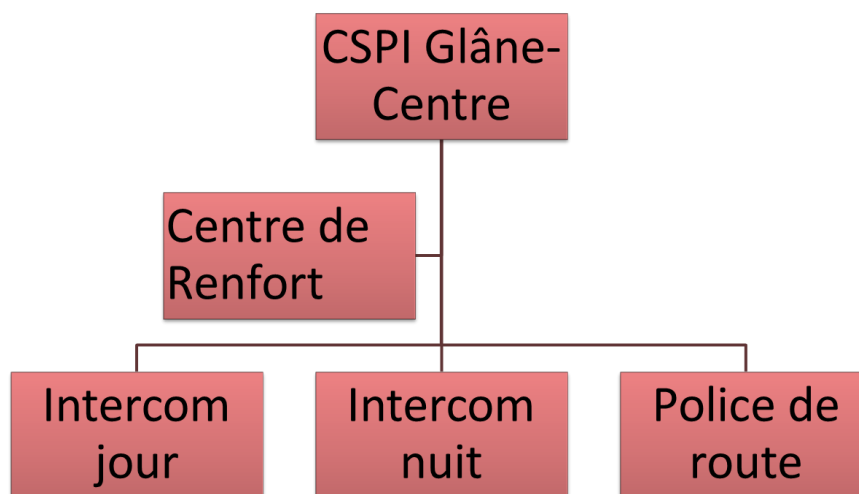 CSPI Glâne-
Centre
Centre de
Renfort
Intercom
jour
Intercom
nuit
Police de
route